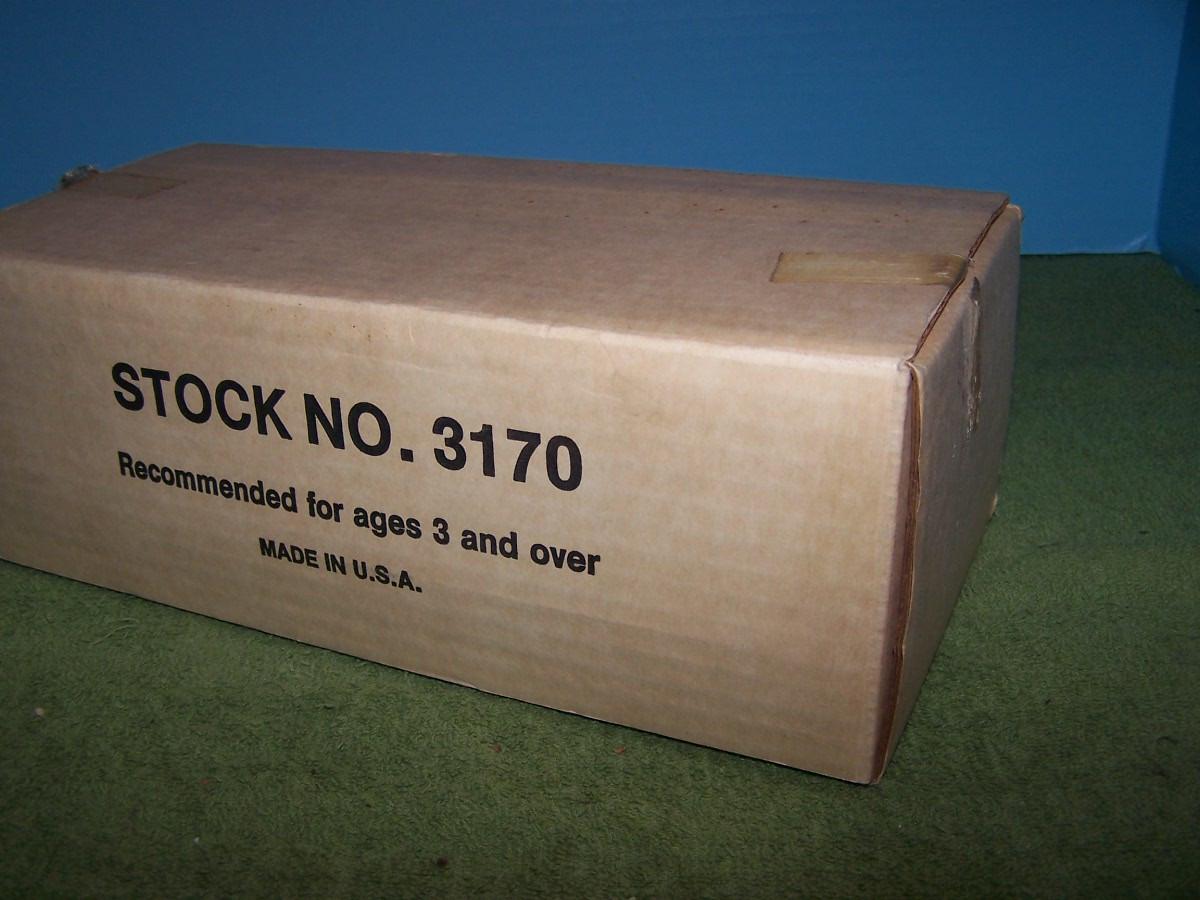 STOCK NO. 3170
Recommended for ages 3 and over
MADE IN U.S.A.